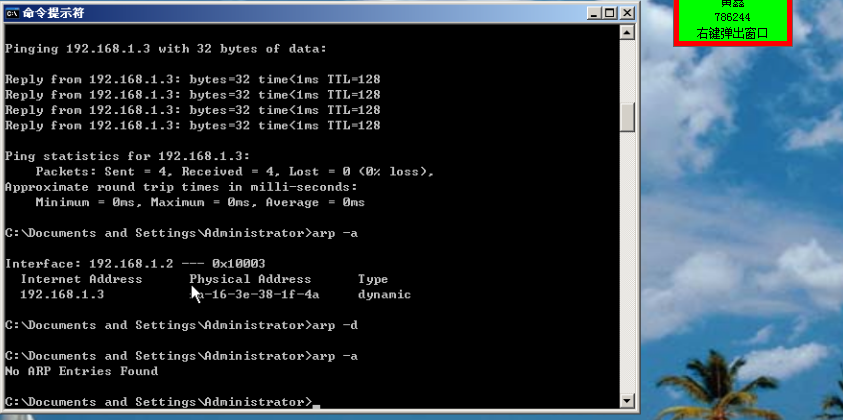 命令提示符
Pinging 192.168.1.3 with 32 bytes of data:
Reply from 192.168.1.3: bytes=32 time<1ms TTL=128
Reply from 192.168.1.3: bytes=32 time<1ms TTL=128
Reply from 192.168.1.3: bytes=32 time<1ms TTL=128
Reply from 192.168.1.3: bytes=32 time<1ms TTL=128
Ping statistics for 192.168.1.3:
Packets: Sent = 4, Received = 4, Lost = 0 (0% loss),
Approximate round trip times in milli-seconds:
Minimum = 0ms, Maximum = 0ms, Average = 0ms
C:\Documents and Settings\Administrator>arp -a
Interface: 192.168.1.2 --- 0x10003
Internet Address Physical Address Type
192.168.1.3 -16-3e-38-1f-4a dynamic
C:\Documents and Settings\Administrator>arp -d
C:\Documents and Settings\Administrator>arp -a
No ARP Entries Found
C:\Documents and Settings\Administrator>_
786244
右键弹出窗口